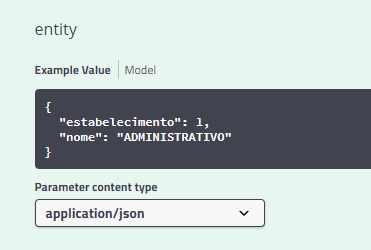 entity
Example Value Model
{
"estabelecimento": 1,
"nome": "ADMINISTRATIVO"
}
Parameter content type
application/json